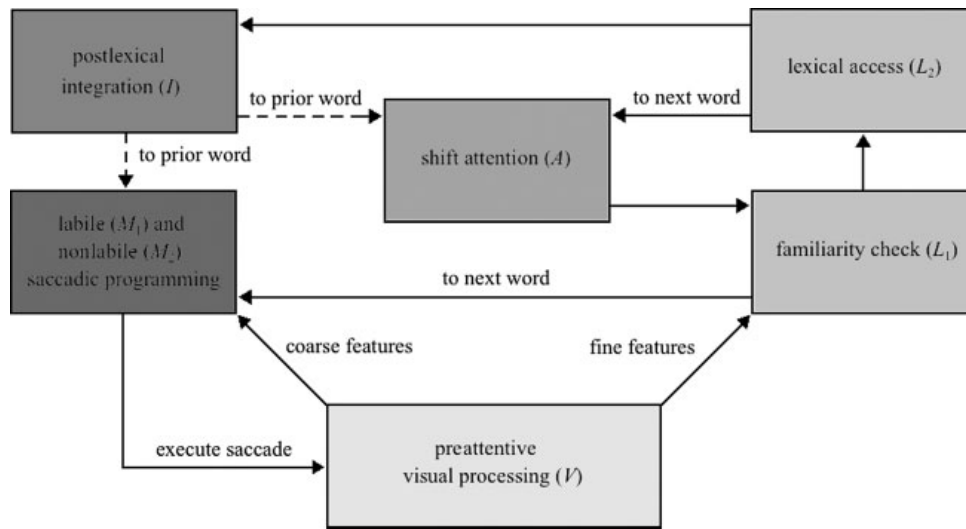 postlexical
integration (I)
lexical access (L₂)
to prior word
to next word
shift attention (A)
to prior word
labile (M₁) and
nonlabile (M₂)
saccadic programming
familiarity check (L₁)
to next word
coarse features
fine features
execute saccade
preattentive
visual processing (V)